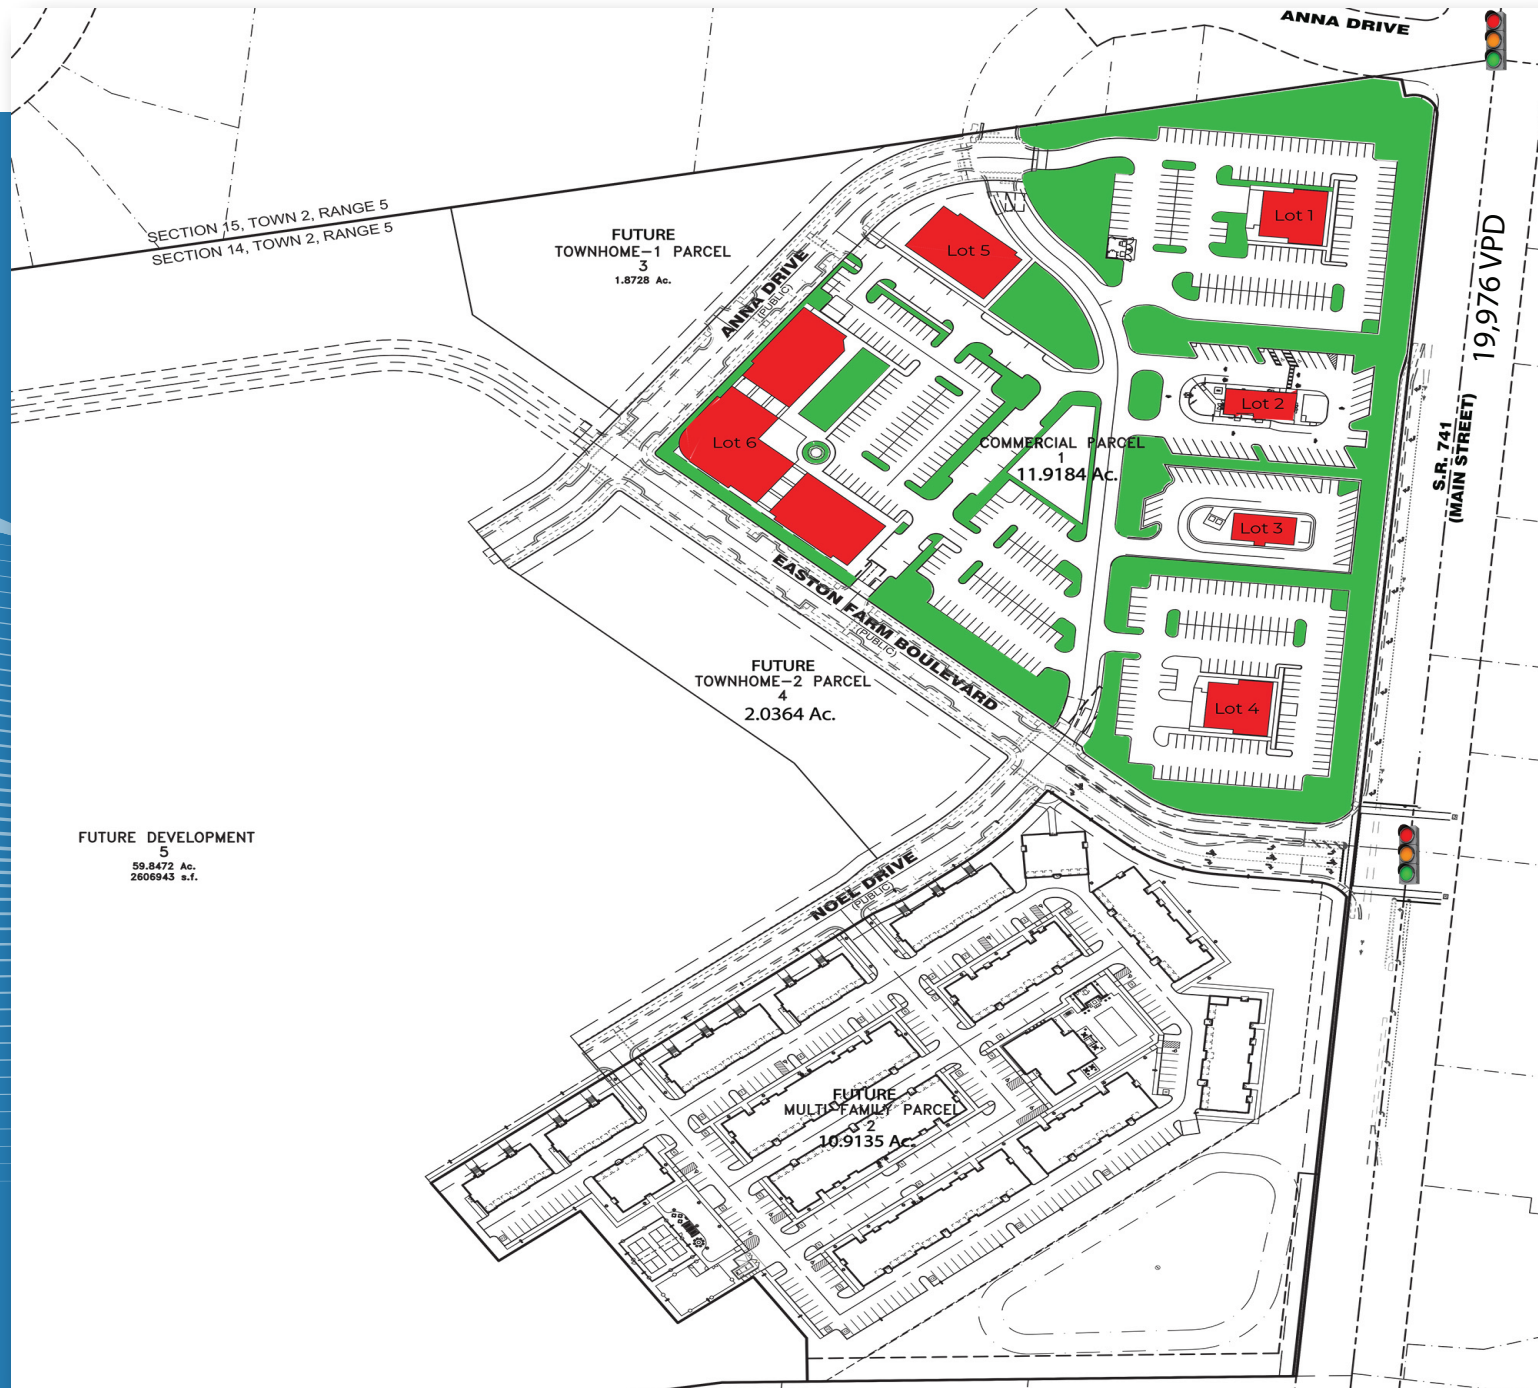 ANNA DRIVE
SECTION 15, TOWN 2, RANGE 5
SECTION 14, TOWN 2, RANGE 5
FUTURE
TOWNHOME-1 PARCEL
3
1.8728 Ac.
ANNA DRIVE
(PUBLIC)
Lot 5
Lot 1
19,976 VPD
Lot 2
Lot 6
COMMERCIAL PARCEL
1
11.9184 Ac.
S.R. 741
(MAIN STREET)
Lot 3
EASTON FARM BOULEVARD
(PUBLIC)
FUTURE
TOWNHOME-2 PARCEL
4
2.0364 Ac.
Lot 4
FUTURE DEVELOPMENT
5
59.8472 Ac.
2606943 s.f.
NOEL DRIVE
(PUBLIC)
FUTURE
MULTI-FAMILY PARCEL
2
10.9135 Ac.